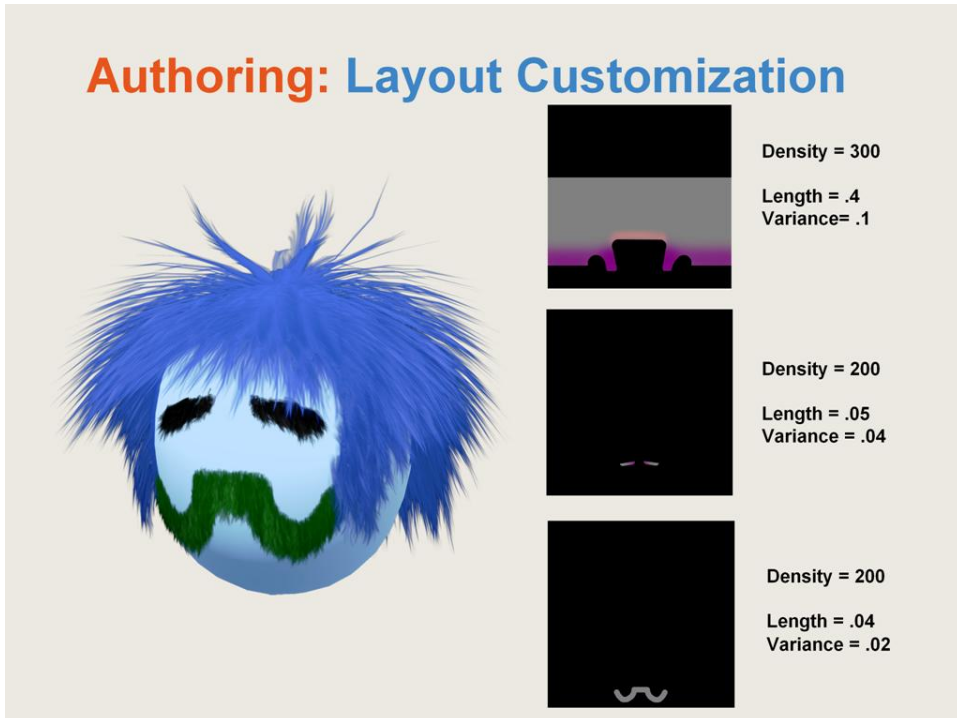 Authoring: Layout Customization
Density = 300
Length = .4
Variance= .1
Density = 200
Length = .05
Variance = .04
Density = 200
Length = .04
Variance = .02